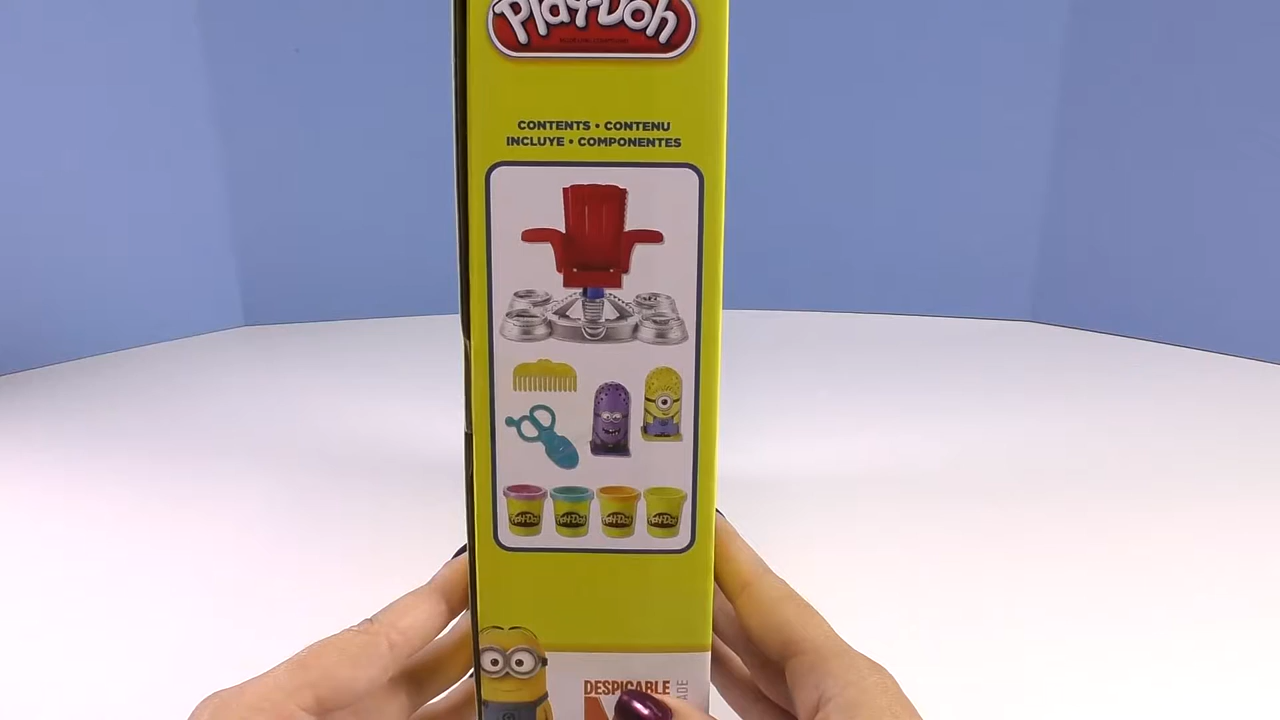 Play-Doh
CONTENTS • CONTENU
INCLUYE • COMPONENTES
Play-Doh Play-Doh Play-Doh Play-Doh
DESPICABLE